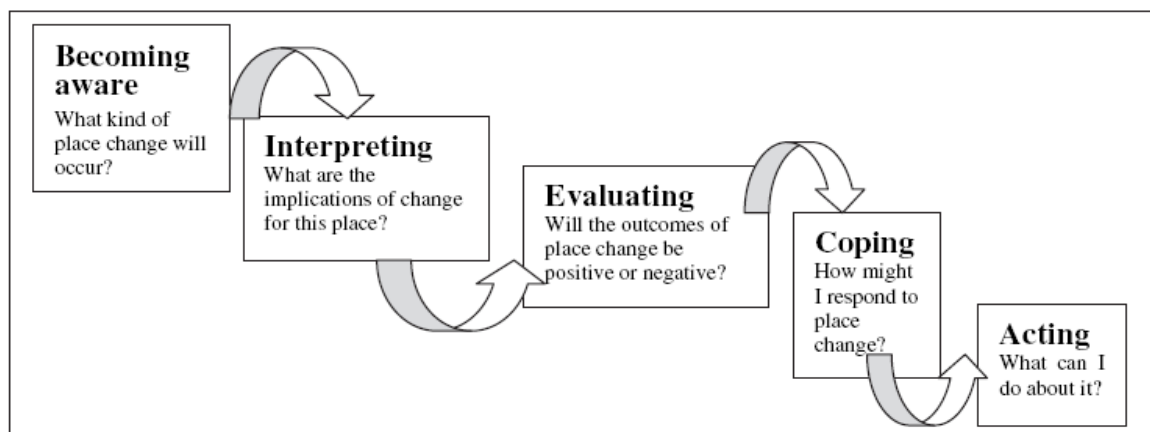 Becoming
aware
What kind of
place change will
occur?
Interpreting
What are the
implications of change
for this place?
Evaluating
Will the outcomes of
place change be
positive or negative?
Coping
How might
I respond to
place
change?
Acting
What can I
do about it?